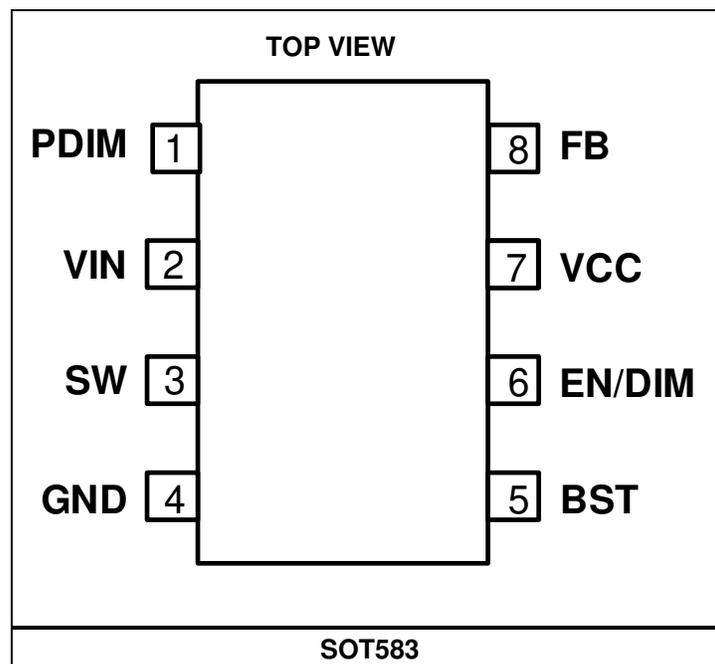 TOP VIEW
PDIM 1 8 FB
VIN 2 7 VCC
SW 3 6 EN/DIM
GND 4 5 BST
SOT583